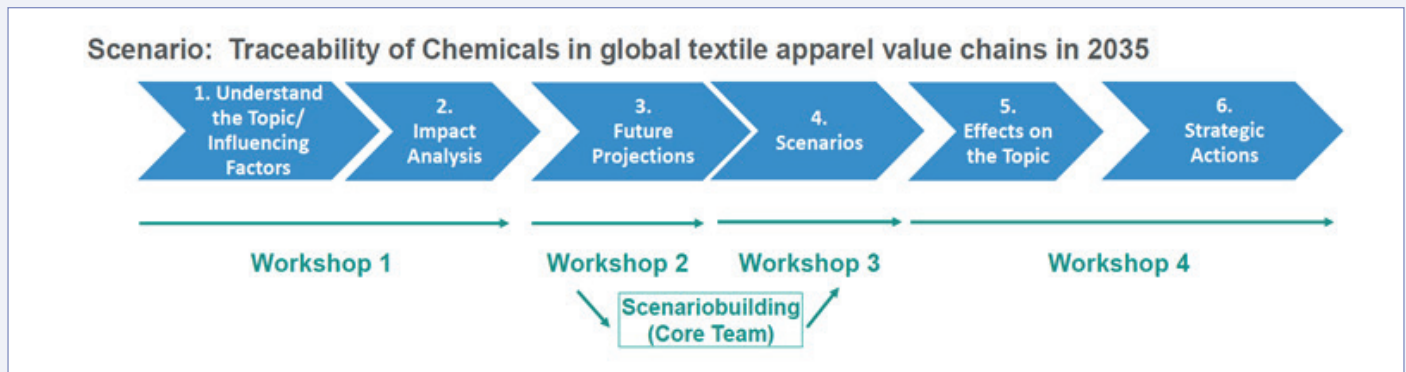 Scenario: Traceability of Chemicals in global textile apparel value chains in 2035
1. Understand
the Topic/
Influencing
Factors
2.
Impact
Analysis
3.
Future
Projections
4.
Scenarios
5.
Effects on
the Topic
6.
Strategic
Actions
Workshop 1
Workshop 2
Workshop 3
Workshop 4
Scenariobuilding
(Core Team)